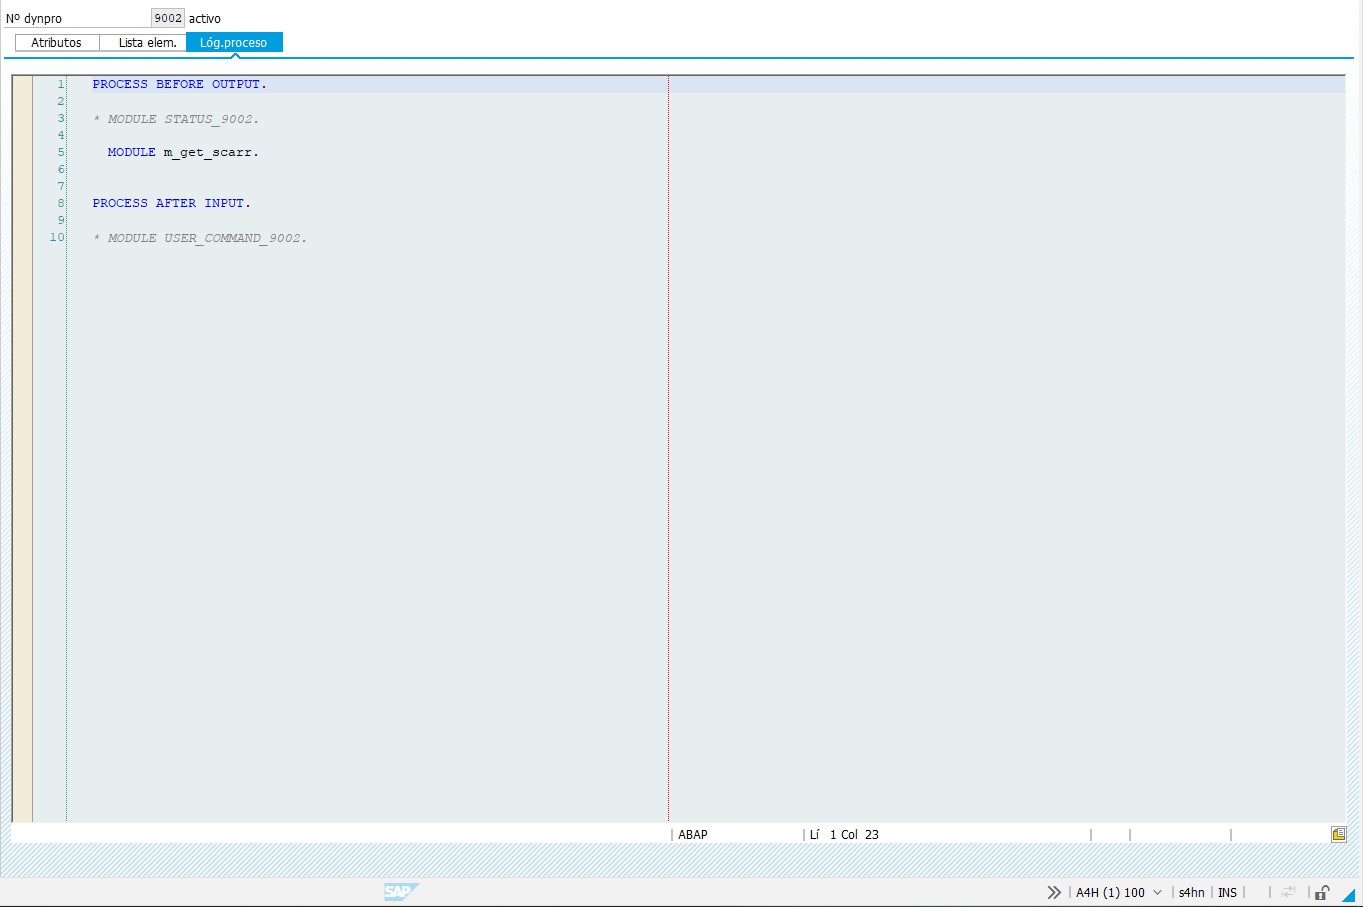 Nº dynpro 9002 activo
Atributos Lista elem. Lóg.proceso
1 PROCESS BEFORE OUTPUT.
2
3 * MODULE STATUS_9002.
4
5 MODULE m_get_scarr.
6
7
8 PROCESS AFTER INPUT.
9
10 * MODULE USER_COMMAND_9002.
ABAP Lí 1 Col 23
SAP A4H (1) 100 s4hn INS